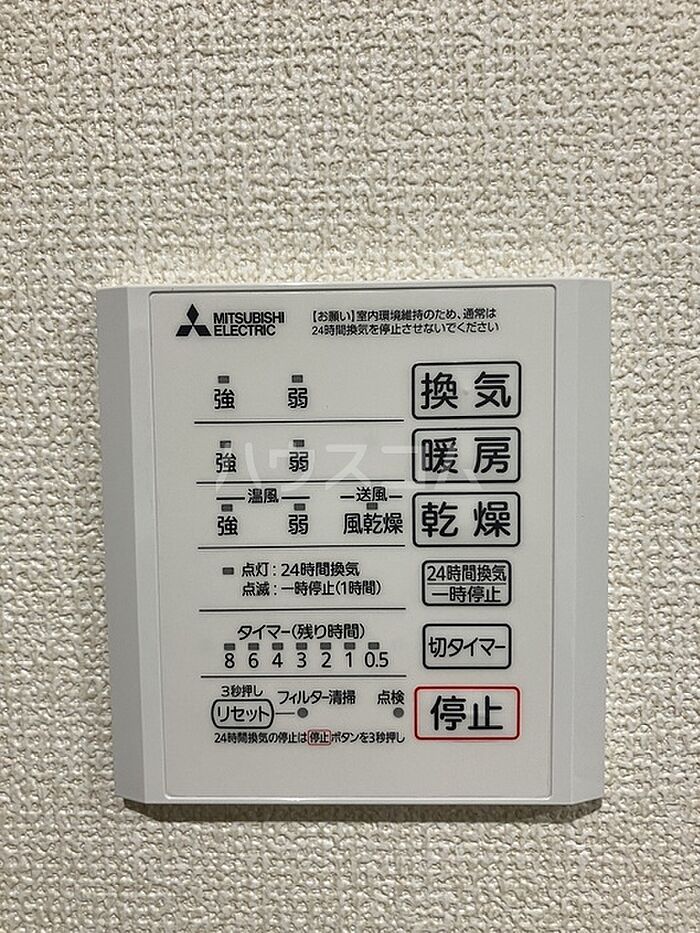 MITSUBISHI
ELECTRIC
【お願い】室内環境維持のため、通常は
24時間換気を停止させないでください
強 弱 換気
強 弱 暖房
ハウスコム
温風 送風
強 弱 風乾燥 乾燥
点灯:24時間換気
点滅:一時停止(1時間)
24時間換気
一時停止
タイマー(残り時間)
8 6 4 3 2 1 0.5
切タイマー
3秒押し
リセット フィルター清掃 点検
停止
24時間換気の停止は停止ボタンを3秒押し